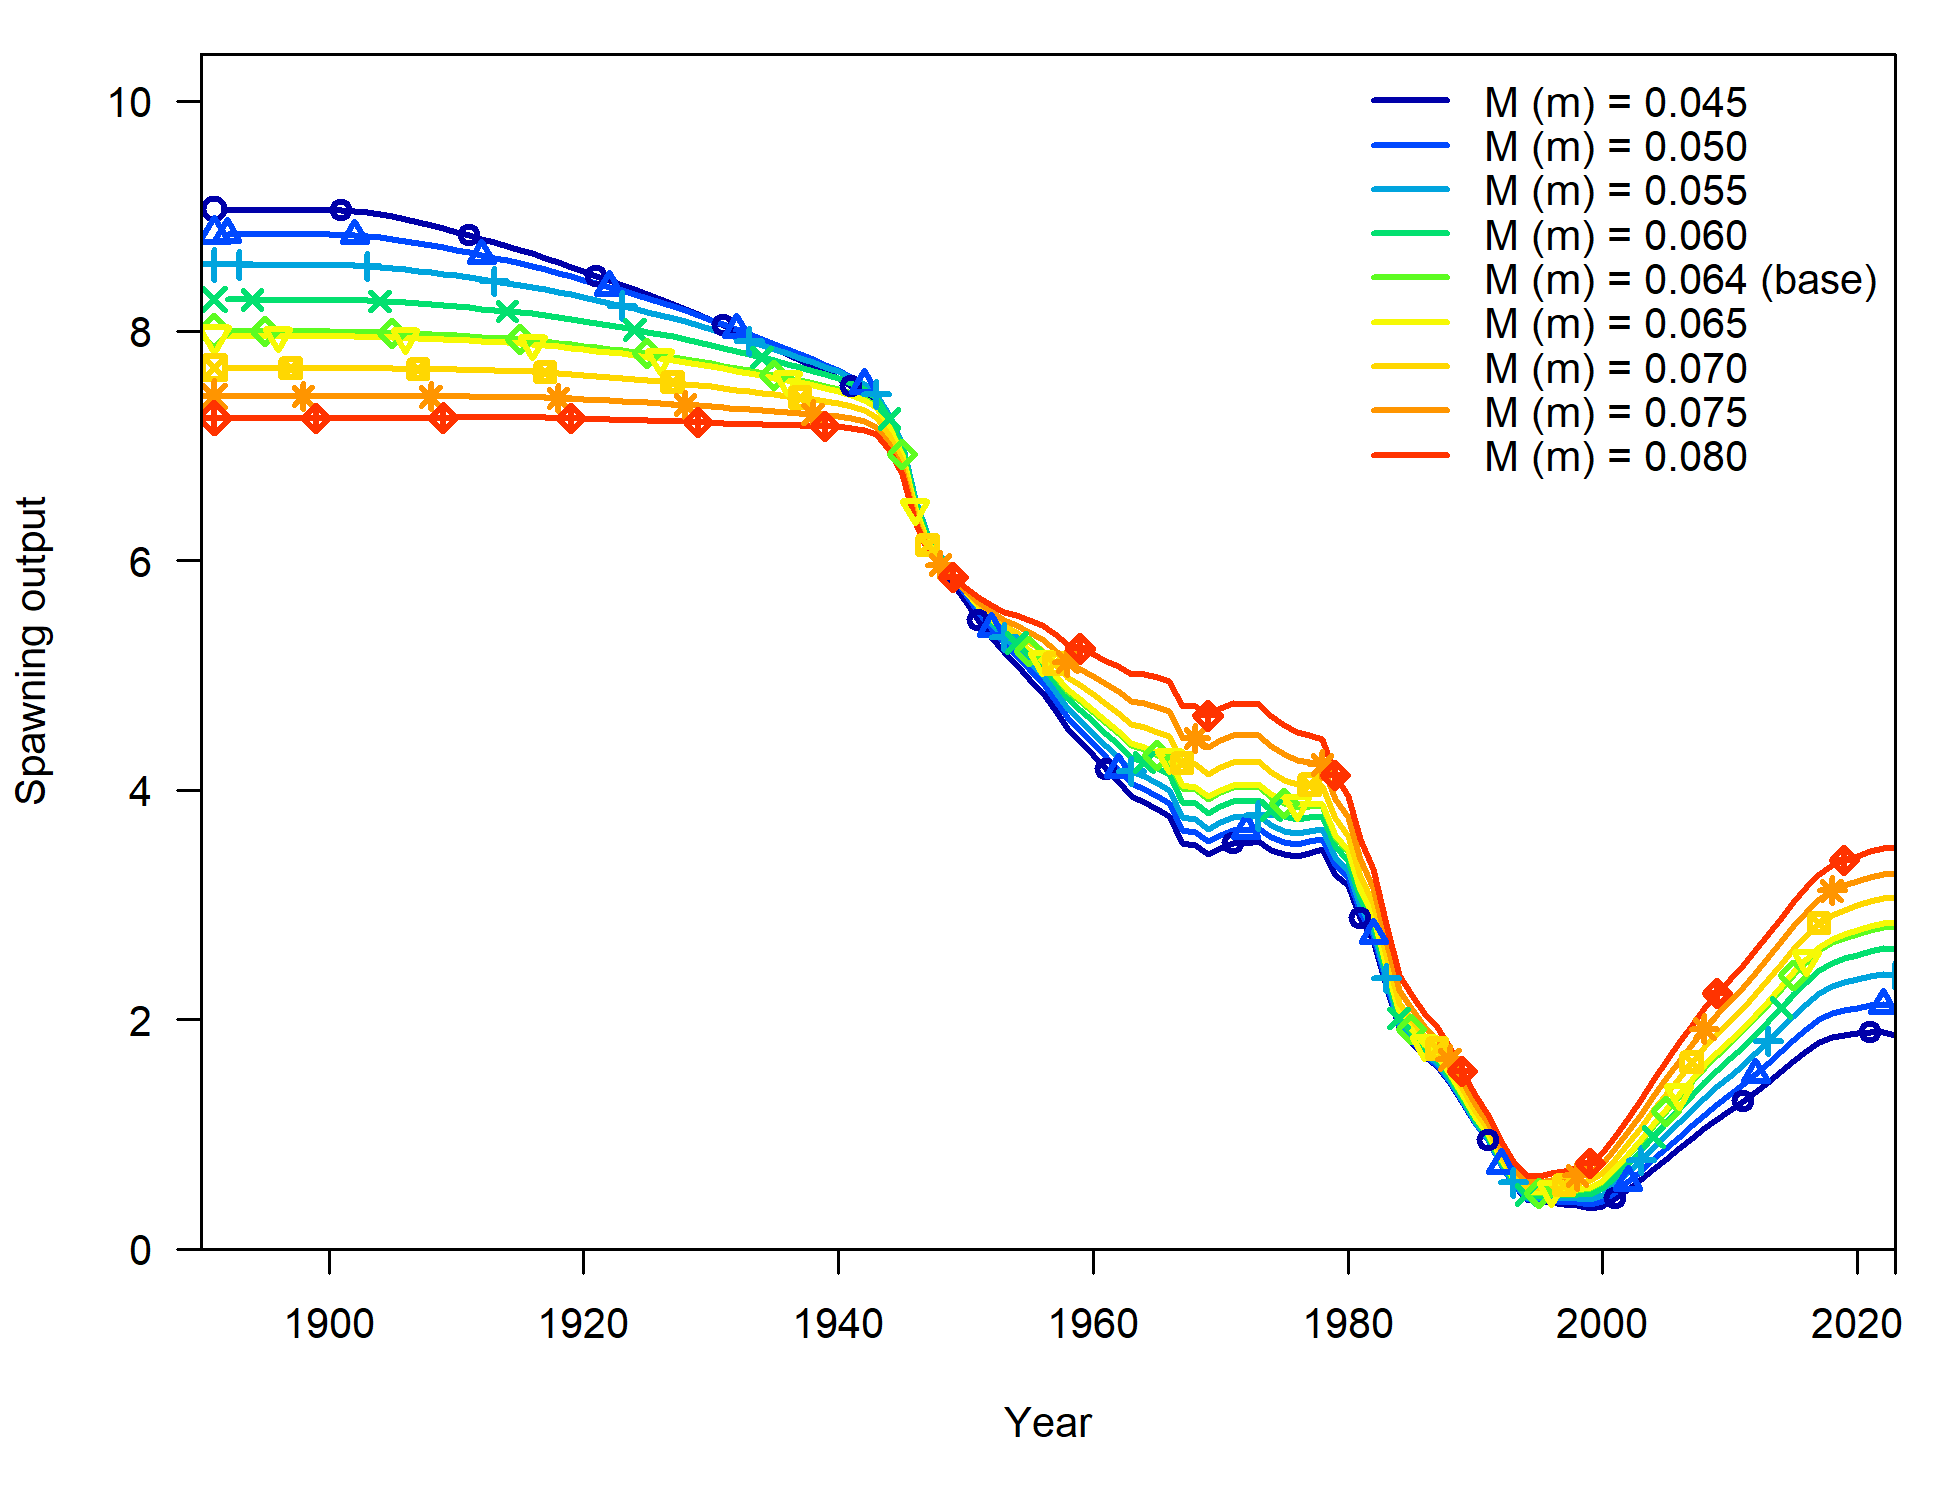 10
8
6
4
2
0
Spawning output
M (m) = 0.045
M (m) = 0.050
M (m) = 0.055
M (m) = 0.060
M (m) = 0.064 (base)
M (m) = 0.065
M (m) = 0.070
M (m) = 0.075
M (m) = 0.080
1900 1920 1940 1960 1980 2000 2020
Year